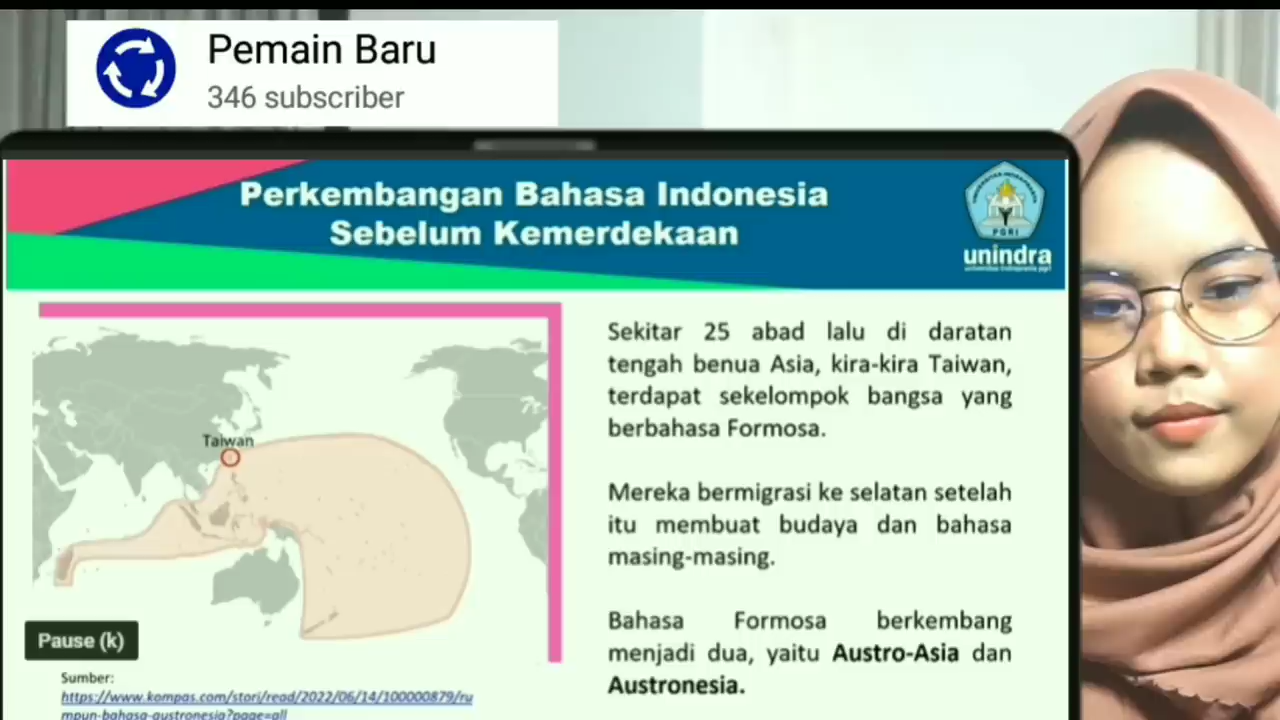 Pemain Baru
346 subscriber
Perkembangan Bahasa Indonesia
Sebelum Kemerdekaan
PGRI
unindra
Taiwan
Sekitar 25 abad lalu di daratan
tengah benua Asia, kira-kira Taiwan,
terdapat sekelompok bangsa yang
berbahasa Formosa.
Mereka bermigrasi ke selatan setelah
itu membuat budaya dan bahasa
masing-masing.
Bahasa Formosa berkembang
menjadi dua, yaitu Austro-Asia dan
Austronesia.
Pause (k)
Sumber:
https://www.kompas.com/stori/read/2022/06/14/100000879/ru
mpun-bahasa-austronesia?page=all